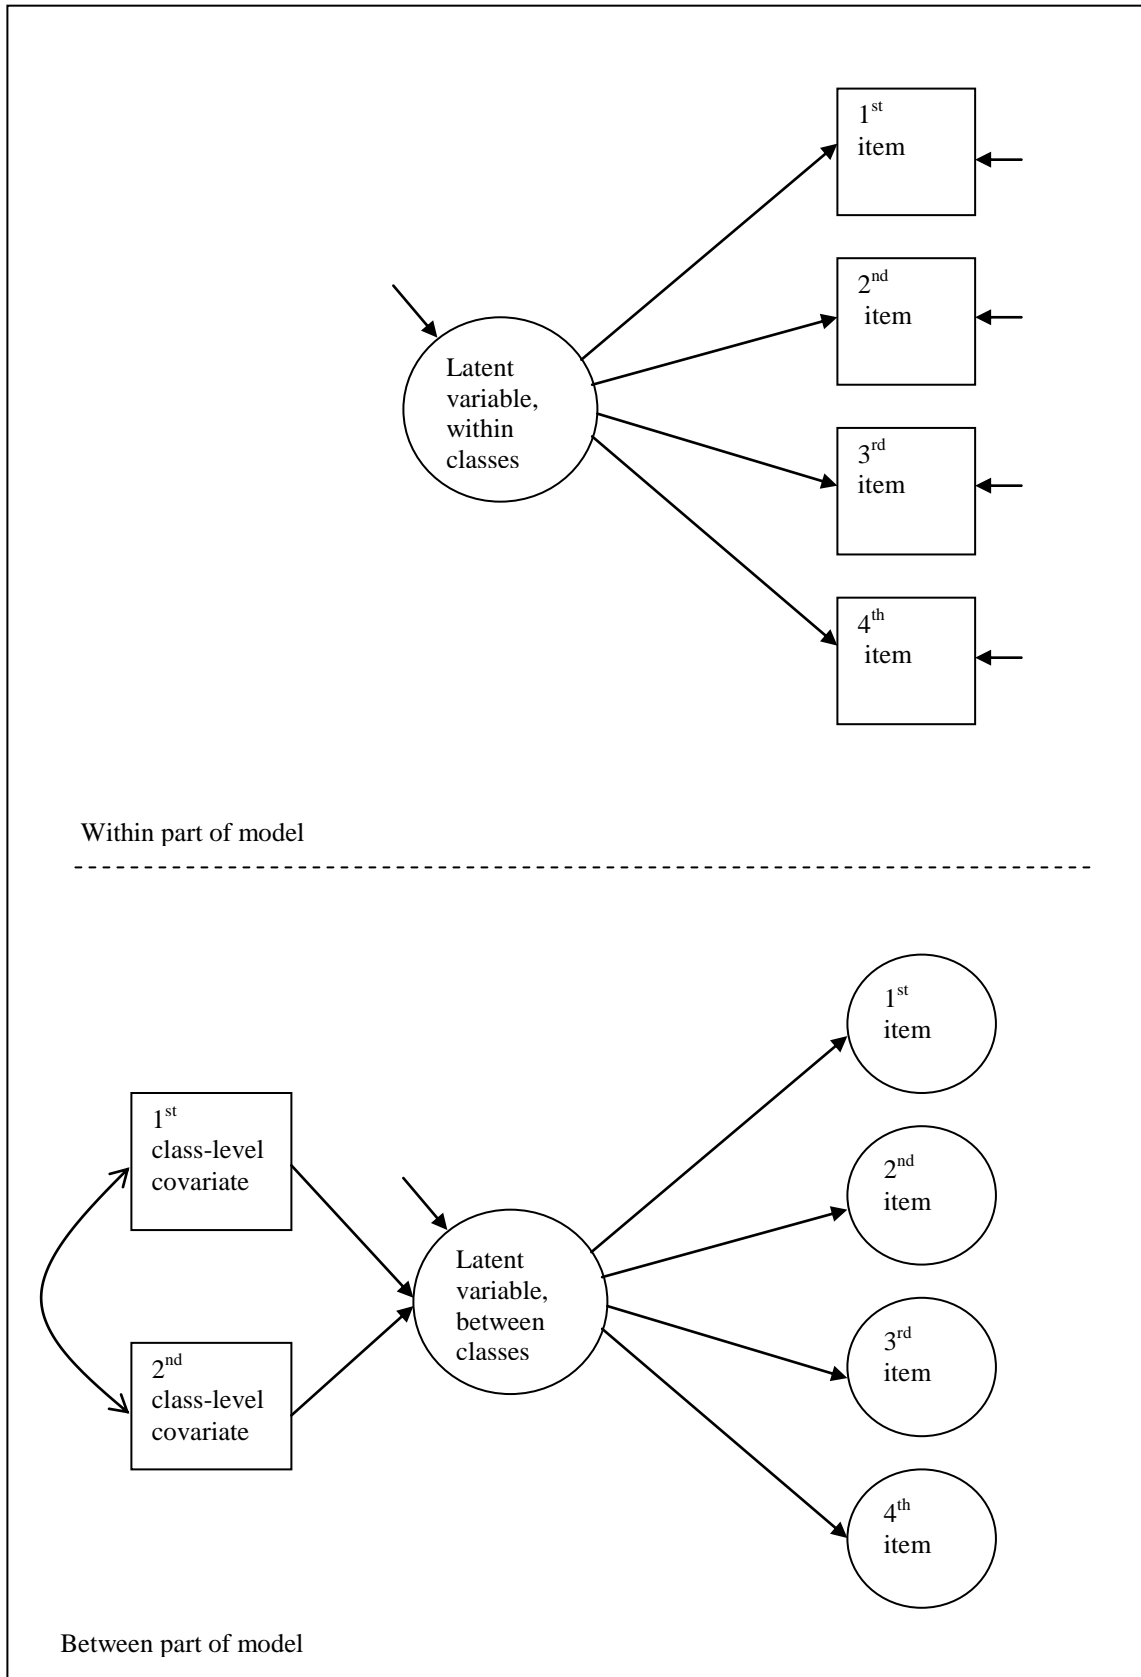 1st
item
2nd
item
Latent
variable,
within
classes
3rd
item
4th
item
Within part of model
1st
item
1st
class-level
covariate
2nd
item
Latent
variable,
between
classes
2nd
class-level
covariate
3rd
item
4th
item
Between part of model